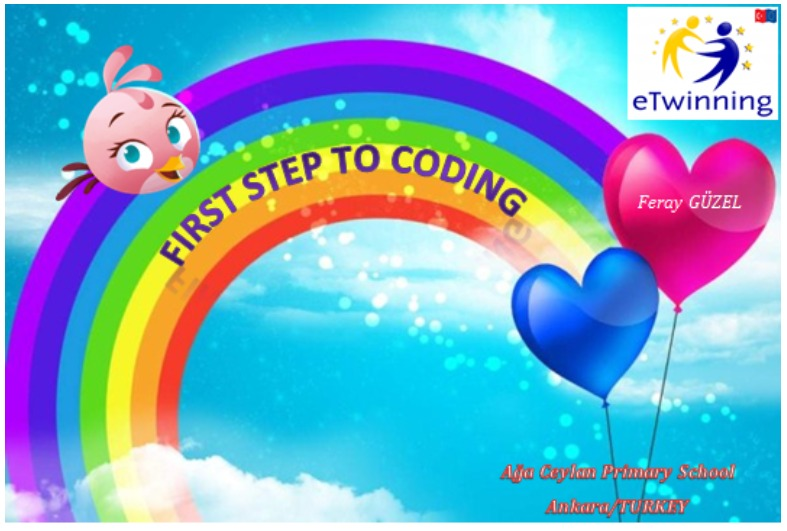 eTwinning
FIRST STEP TO CODING
Feray GÜZEL
Ağa Ceylan Primary School
Ankara/TURKEY